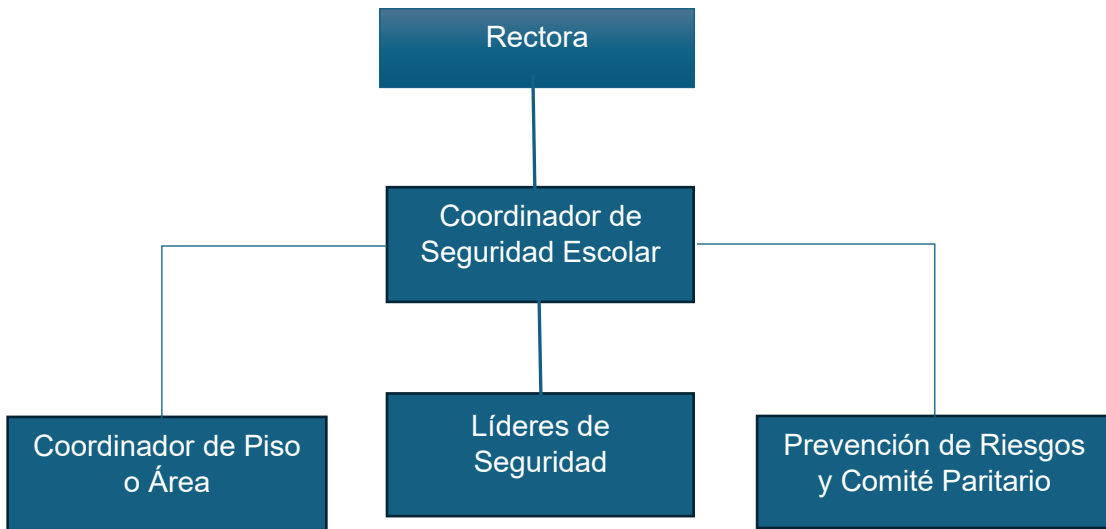 Rectora
Coordinador de
Seguridad Escolar
Coordinador de Piso
o Área
Líderes de
Seguridad
Prevención de Riesgos
y Comité Paritario